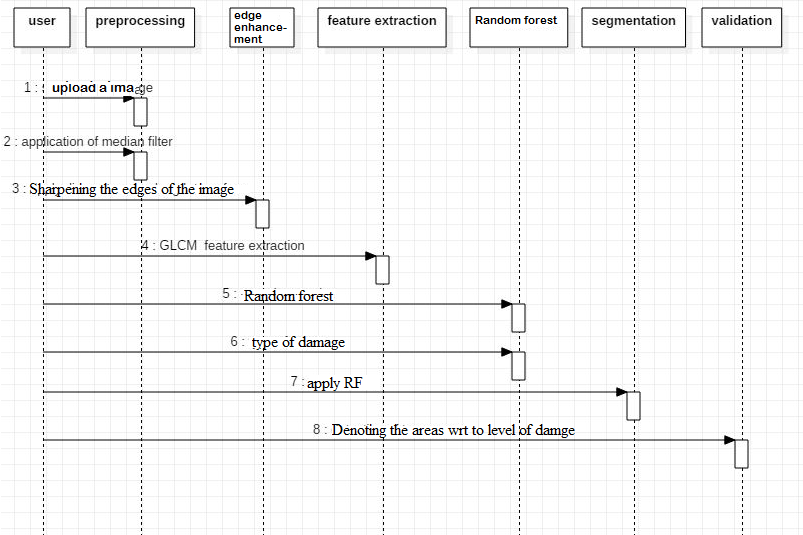 user
preprocessing
edge
enhance-
ment
feature extraction
Random forest
segmentation
validation
1 : upload a image
2 : application of median filter
3 : Sharpening the edges of the image
4 : GLCM feature extraction
5 : Random forest
6 : type of damage
7 : apply RF
8 : Denoting the areas wrt to level of damge